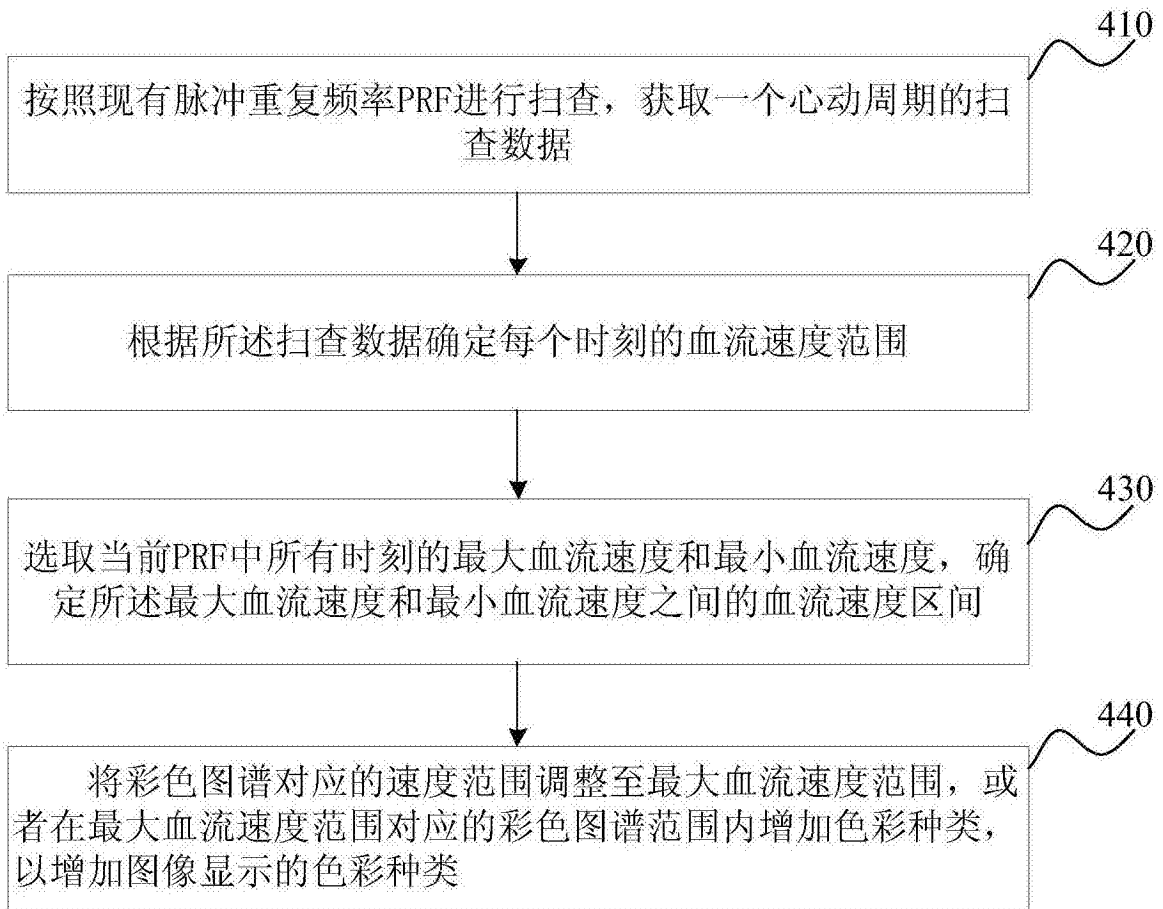 410
按照现有脉冲重复频率PRF进行扫查，获取一个心动周期的扫
查数据
420
根据所述扫查数据确定每个时刻的血流速度范围
430
选取当前PRF中所有时刻的最大血流速度和最小血流速度，确
定所述最大血流速度和最小血流速度之间的血流速度区间
440
将彩色图谱对应的速度范围调整至最大血流速度范围，或
者在最大血流速度范围对应的彩色图谱范围内增加色彩种类，
以增加图像显示的色彩种类